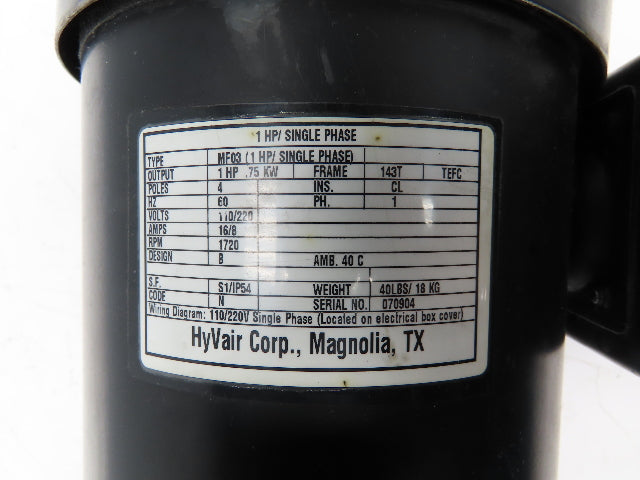 1 HP/ SINGLE PHASE
TYPE MF03 (1 HP/ SINGLE PHASE)
OUTPUT 1 HP .75 KW FRAME 143T TEFC
POLES 4 INS. CL
HZ 60 PH. 1
VOLTS 110/220
AMPS 16/8
RPM 1720
DESIGN B AMB. 40 C
S.F. S1/IP54 WEIGHT 40LBS/ 18 KG
CODE N SERIAL NO. 070904
Wiring Diagram: 110/220V Single Phase (Located on electrical box cover)
HyVair Corp., Magnolia, TX